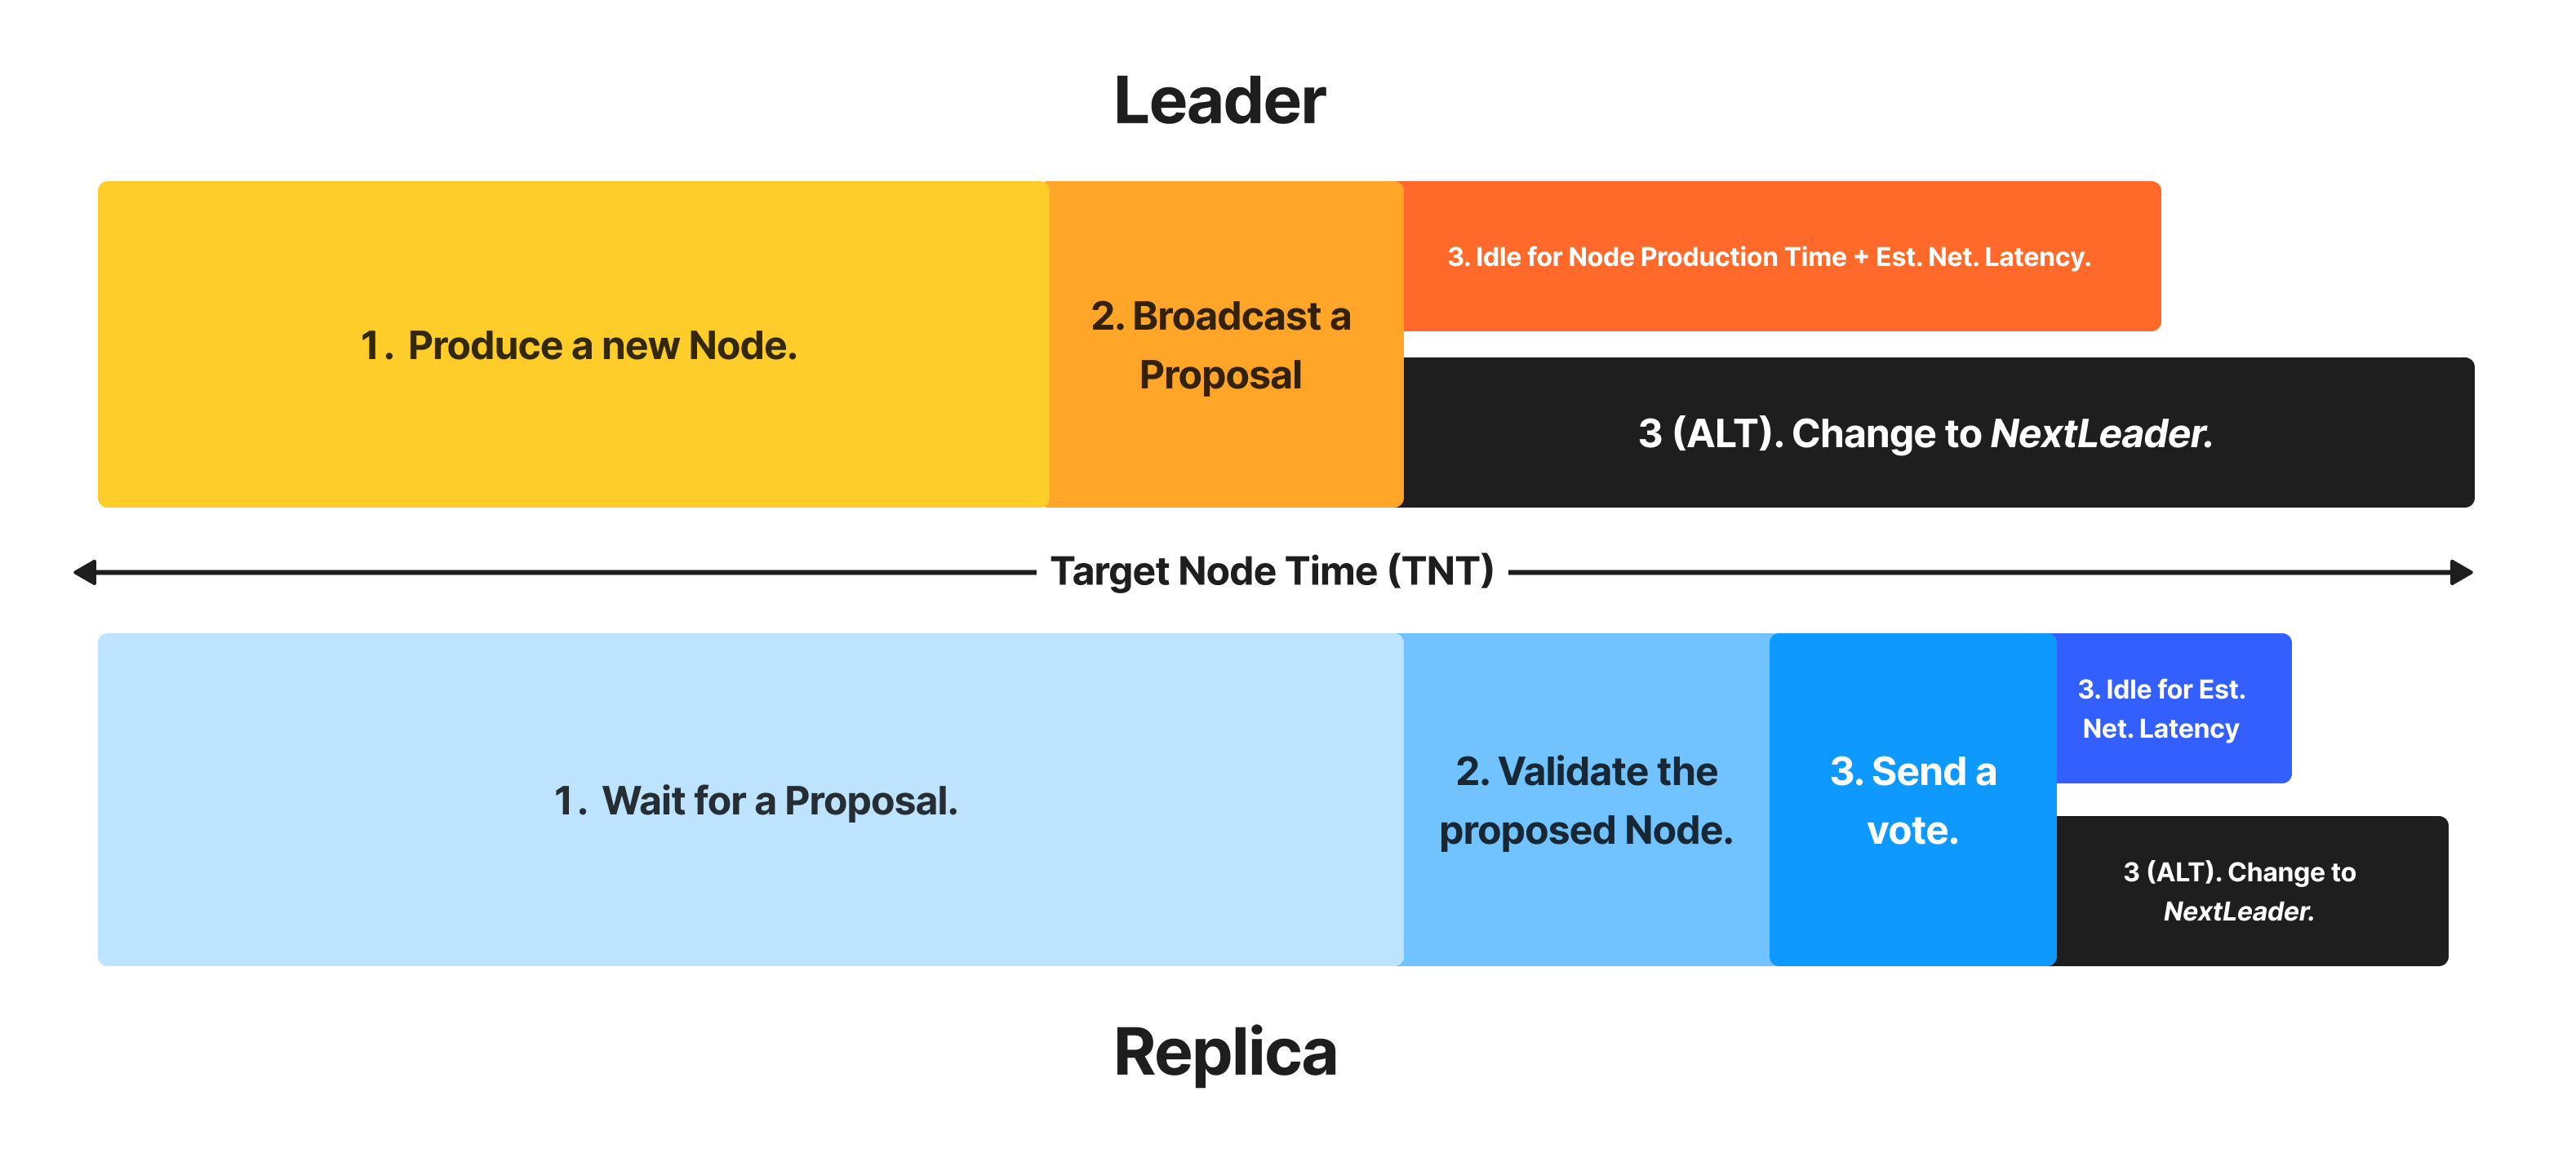 Leader
1. Produce a new Node.
2. Broadcast a
Proposal
3. Idle for Node Production Time + Est. Net. Latency.
3 (ALT). Change to NextLeader.
Target Node Time (TNT)
1. Wait for a Proposal.
2. Validate the
proposed Node.
3. Send a
vote.
3. Idle for Est.
Net. Latency
3 (ALT). Change to
NextLeader.
Replica